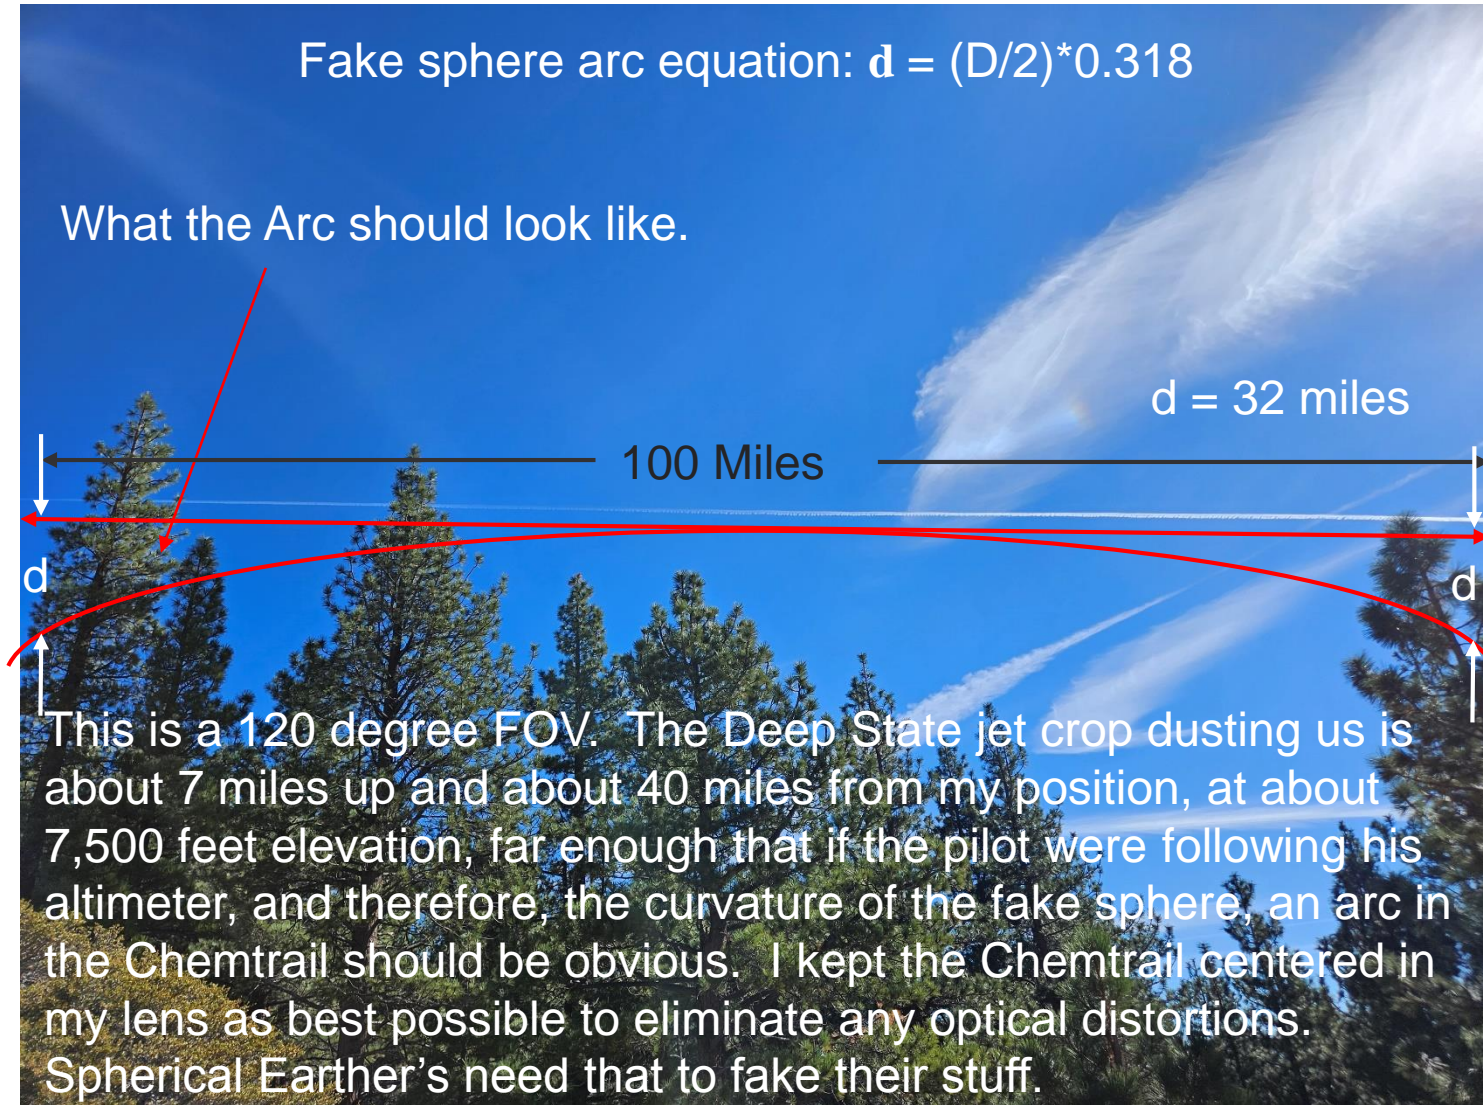 Fake sphere arc equation: d = (D/2)*0.318
What the Arc should look like.
d = 32 miles
100 Miles
d
d
This is a 120 degree FOV. The Deep State jet crop dusting us is
about 7 miles up and about 40 miles from my position, at about
7,500 feet elevation, far enough that if the pilot were following his
altimeter, and therefore, the curvature of the fake sphere, an arc in
the Chemtrail should be obvious. I kept the Chemtrail centered in
my lens as best possible to eliminate any optical distortions.
Spherical Earther's need that to fake their stuff.